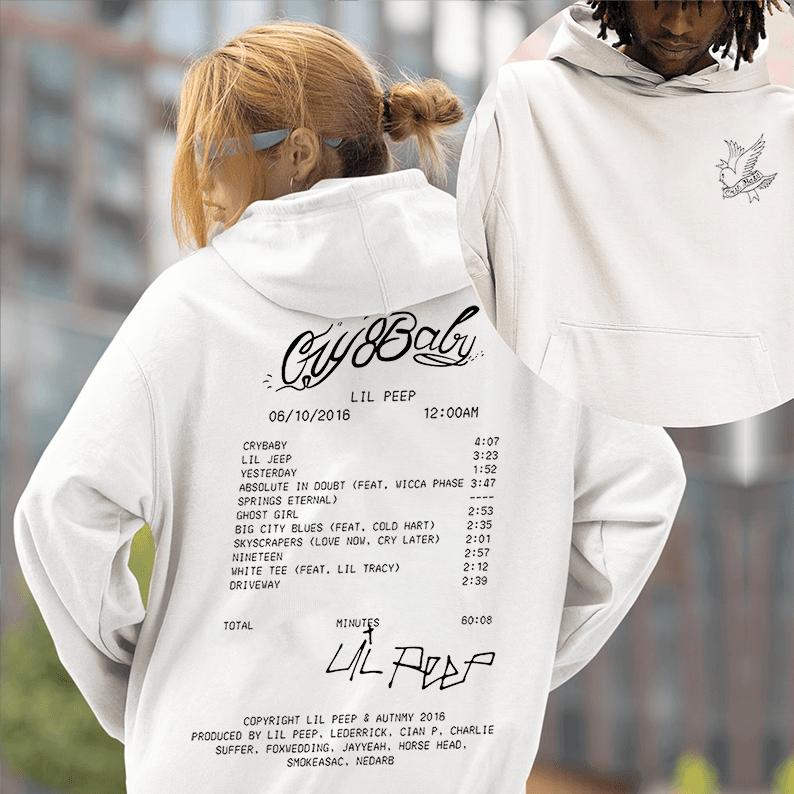 Cry Baby
CryBaby
LIL PEEP
06/10/2016 12:00AM
CRYBABY 4:07
LIL JEEP 3:23
YESTERDAY 1:52
ABSOLUTE IN DOUBT (FEAT. WICCA PHASE 3:47
SPRINGS ETERNAL) ----
GHOST GIRL 2:53
BIG CITY BLUES (FEAT. COLD HART) 2:35
SKYSCRAPERS (LOVE NOW, CRY LATER) 2:01
NINETEEN 2:57
WHITE TEE (FEAT. LIL TRACY) 2:12
DRIVEWAY 2:39
TOTAL MINUTES 60:08
LiL PEEP
COPYRIGHT LIL PEEP & AUTNMY 2016
PRODUCED BY LIL PEEP, LEDERRICK, CIAN P, CHARLIE
SUFFER, FOXWEDDING, JAYYEAH, HORSE HEAD,
SMOKEASAC, NEDARB